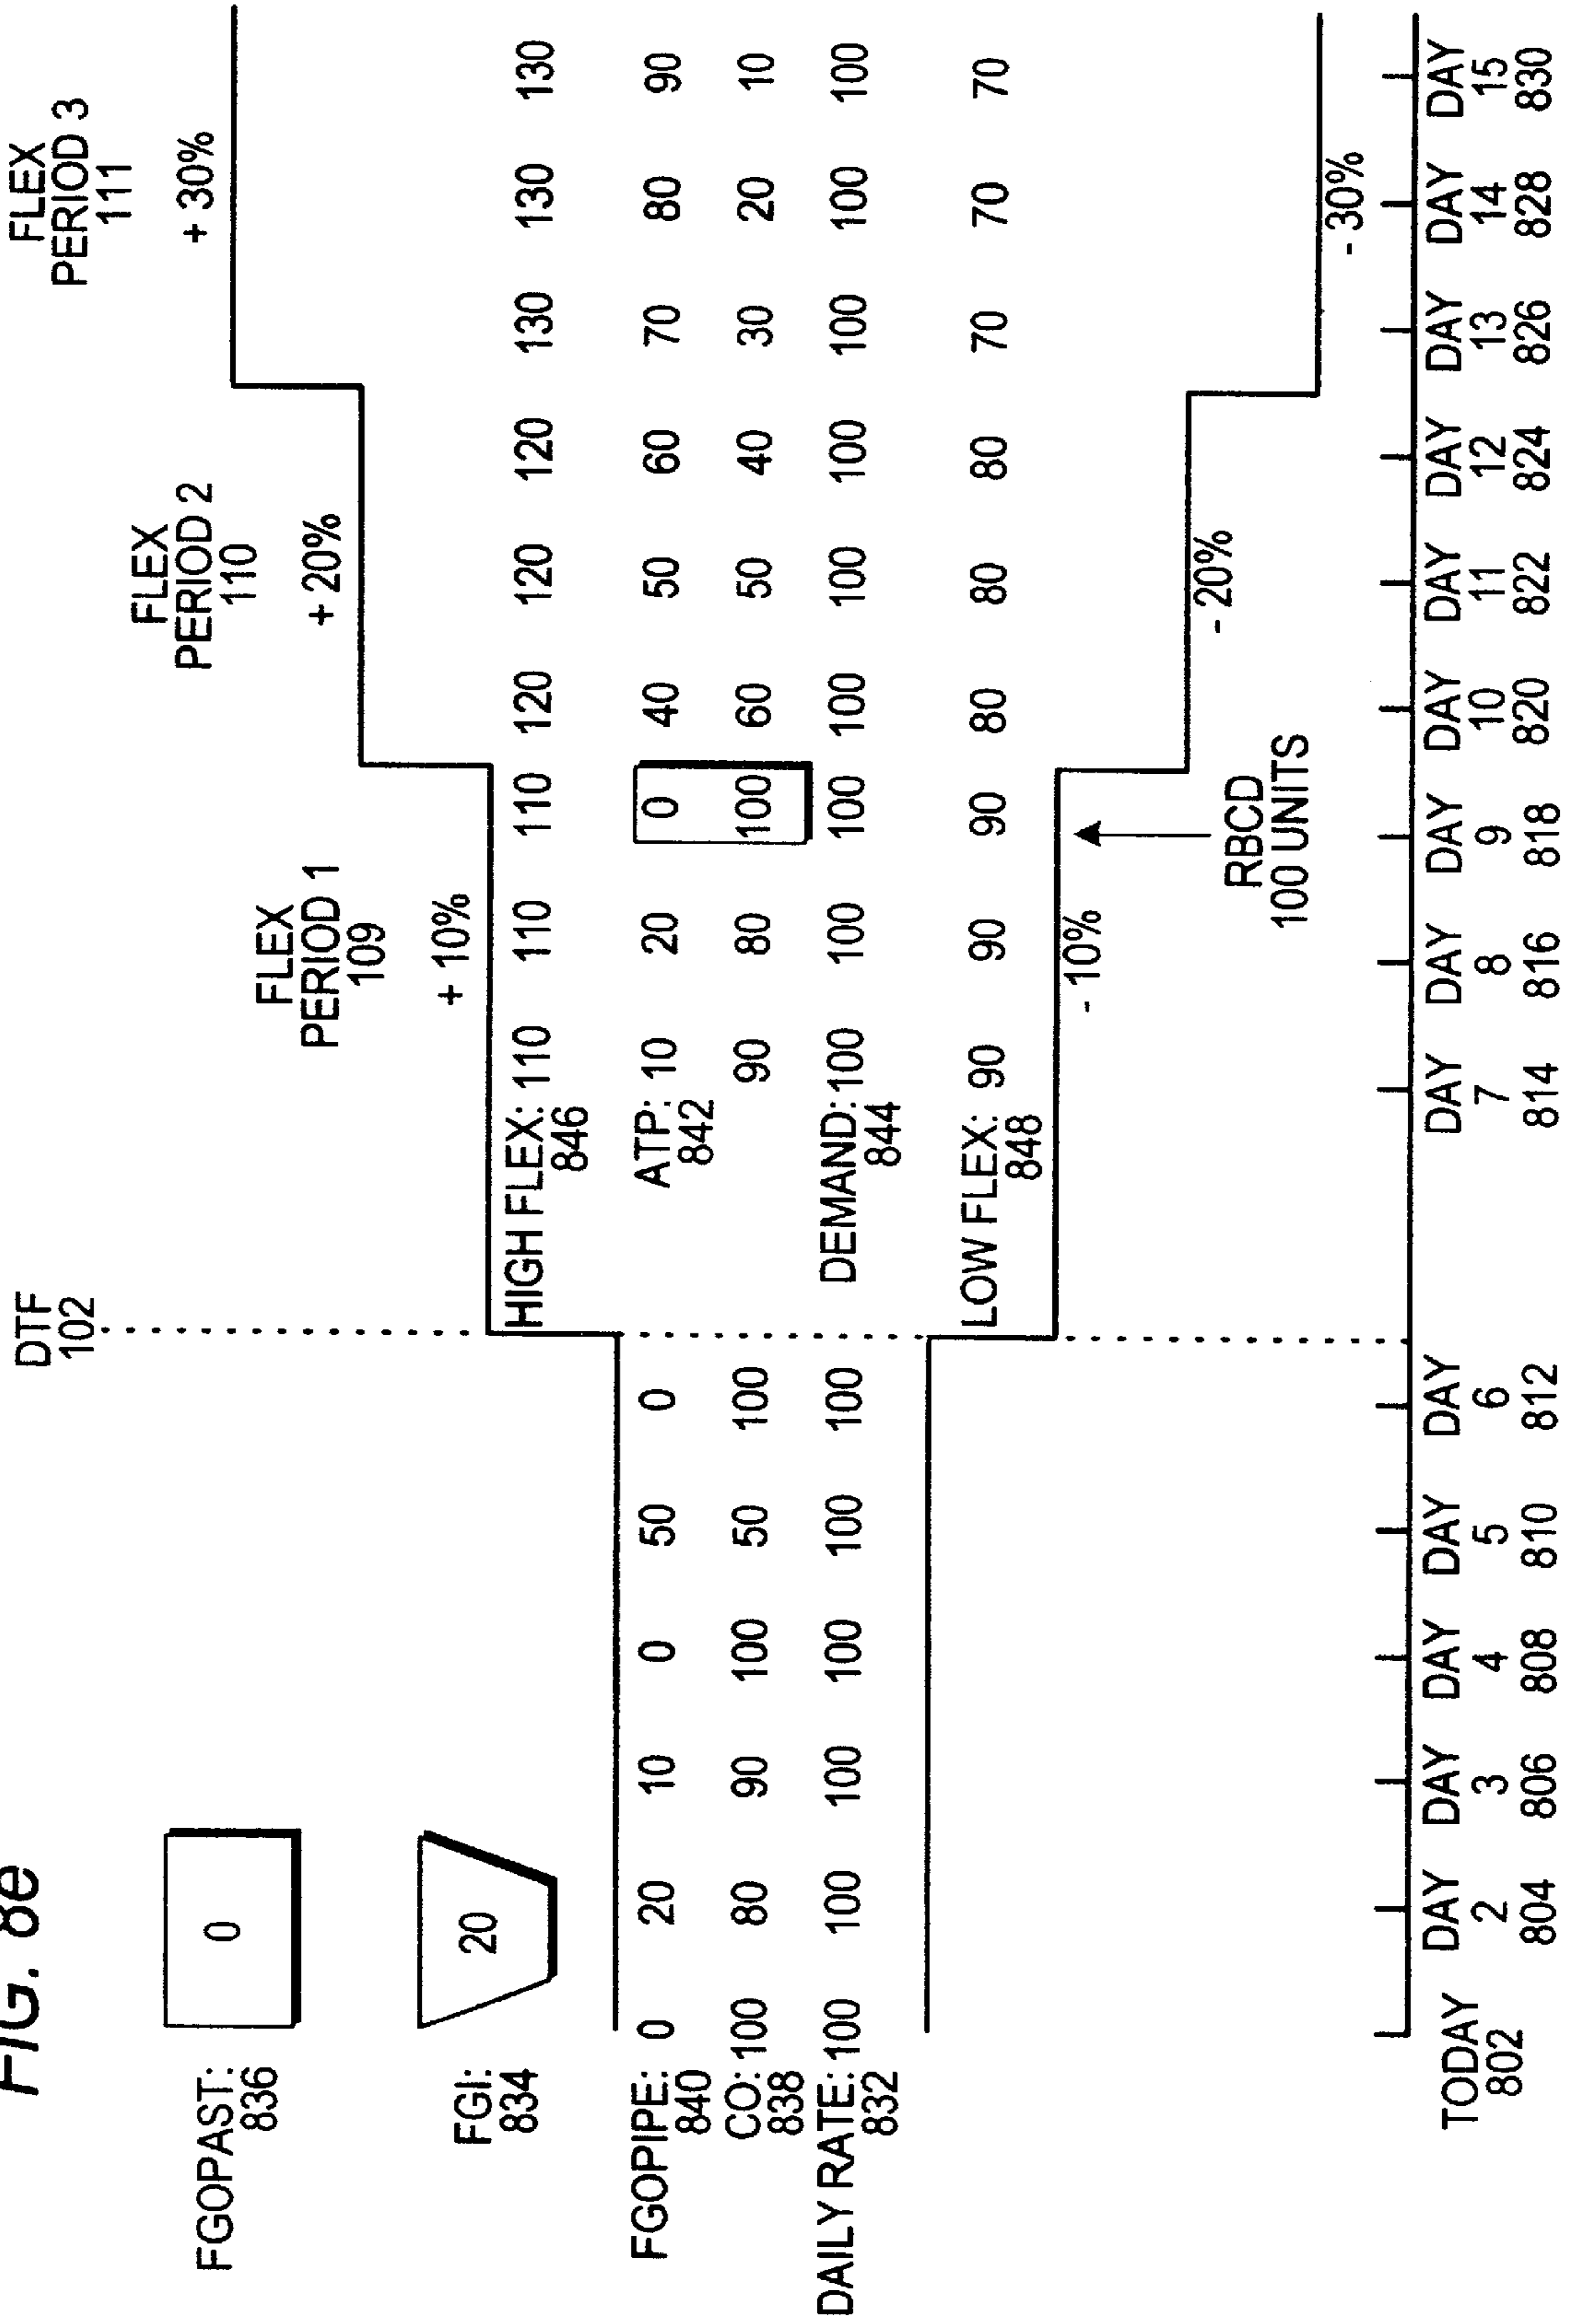 FIG. 8e
DTF
102
FLEX
PERIOD 1
109
+ 10%
FLEX
PERIOD 2
110
+ 20%
FLEX
PERIOD 3
111
+ 30%
FGOPAST:
836
0
FGI:
834
20
HIGH FLEX: 110 110 110 120 120 120 130 130 130
846
FGOPIPE: 0 20 10 0 50 0
840
ATP: 10 20 0 40 50 60 70 80 90
842
CO: 100 80 90 100 50 100 90 80 100 60 50 40 30 20 10
838
DAILY RATE: 100 100 100 100 100 100
832
DEMAND: 100 100 100 100 100 100 100 100 100
844
LOW FLEX: 90 90 90 80 80 80 70 70 70
848
- 10%
- 20%
- 30%
RBCD
100 UNITS
TODAY
802
DAY
2
804
DAY
3
806
DAY
4
808
DAY
5
810
DAY
6
812
DAY
7
814
DAY
8
816
DAY
9
818
DAY
10
820
DAY
11
822
DAY
12
824
DAY
13
826
DAY
14
828
DAY
15
830